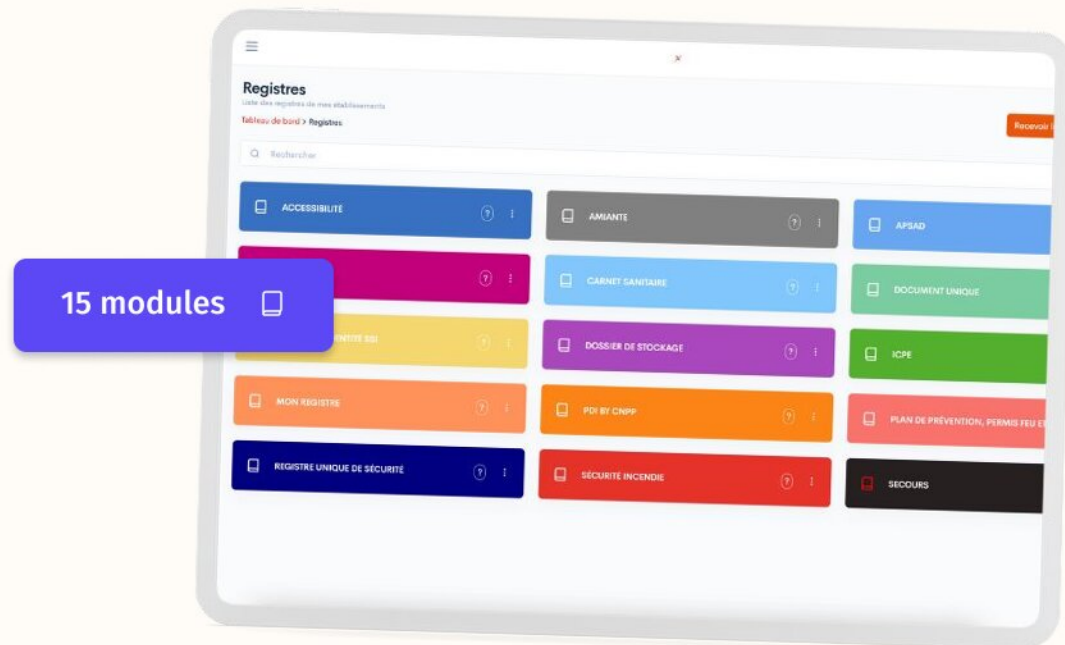 Registres
Liste des registres de mes établissements
Tableau de bord > Registres
Recevoir
Rechercher
ACCESSIBILITÉ
AMIANTE
APSAD
CARNET SANITAIRE
DOCUMENT UNIQUE
15 modules
ENTITÉ SSI
DOSSIER DE STOCKAGE
ICPE
MON REGISTRE
PDI BY CNPP
PLAN DE PRÉVENTION, PERMIS FEU ET
REGISTRE UNIQUE DE SÉCURITÉ
SÉCURITÉ INCENDIE
SECOURS